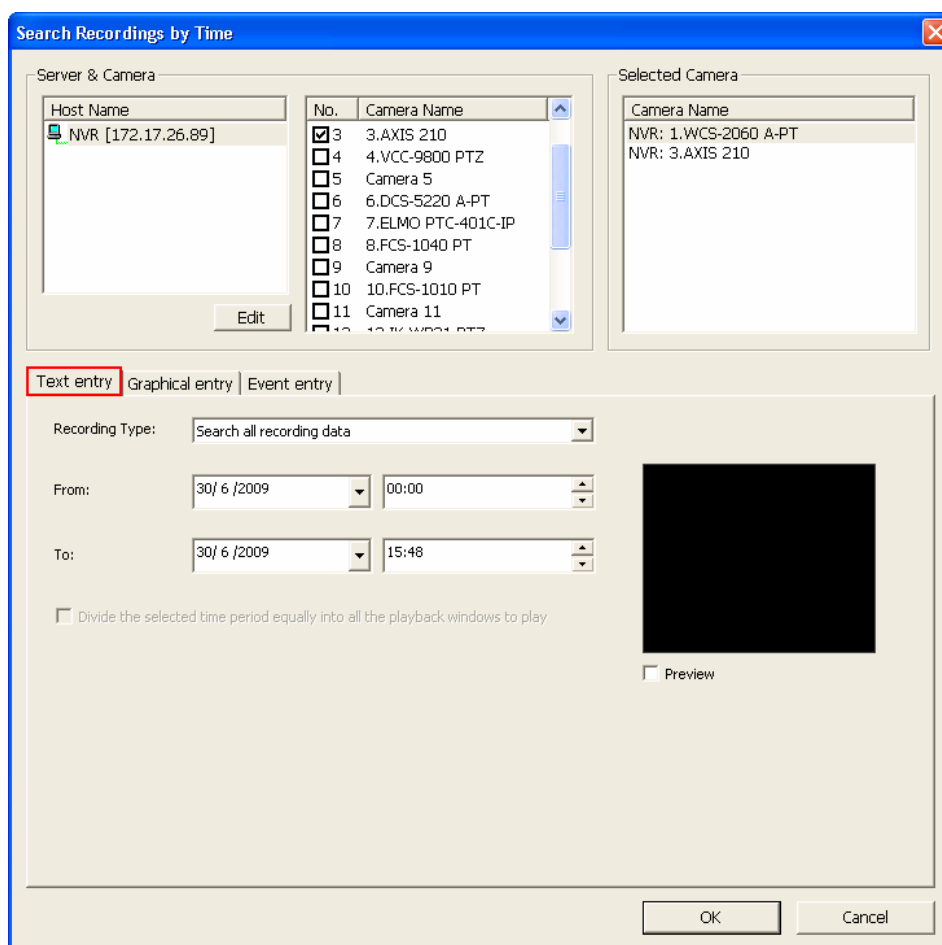 Search Recordings by Time
Server & Camera
Host Name
NVR [172.17.26.89]
Edit
No. Camera Name
3 3.AXIS 210
4 4.VCC-9800 PTZ
5 Camera 5
6 6.DCS-5220 A-PT
7 7.ELMO PTC-401C-IP
8 8.FCS-1040 PT
9 Camera 9
10 10.FCS-1010 PT
11 Camera 11
Selected Camera
Camera Name
NVR: 1.WCS-2060 A-PT
NVR: 3.AXIS 210
Text entry Graphical entry Event entry
Recording Type: Search all recording data
From: 30/ 6 /2009 00:00
To: 30/ 6 /2009 15:48
Divide the selected time period equally into all the playback windows to play
Preview
OK Cancel